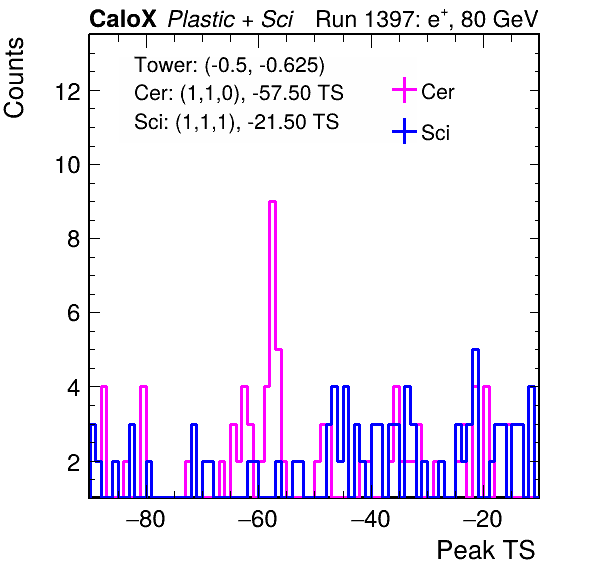 CaloX Plastic + Sci Run 1397: e+, 80 GeV
Counts
Tower: (-0.5, -0.625)
Cer: (1,1,0), -57.50 TS
Sci: (1,1,1), -21.50 TS
Cer
Sci
12
10
8
6
4
2
−80 −60 −40 −20
Peak TS